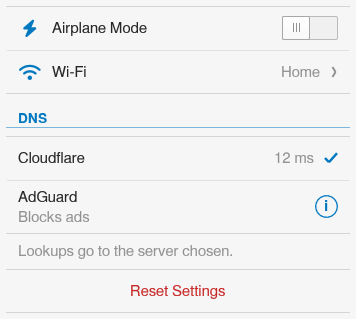 Airplane Mode
Wi-Fi Home
DNS
Cloudflare 12 ms
AdGuard
Blocks ads
Lookups go to the server chosen.
Reset Settings